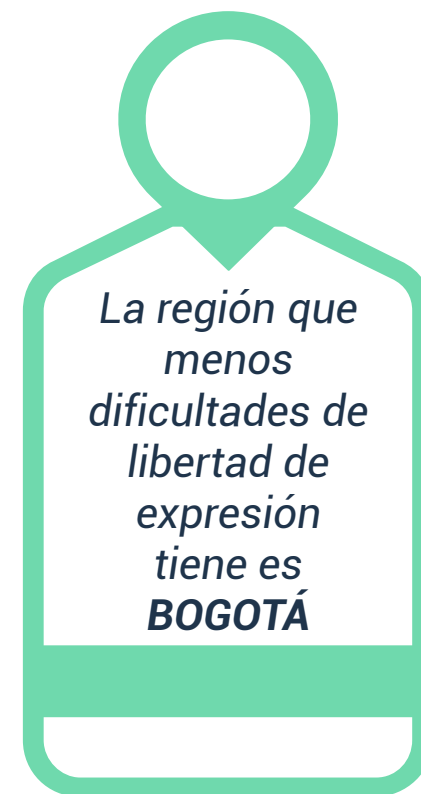 La región que
menos
dificultades de
libertad de
expresión
tiene es
BOGOTÁ